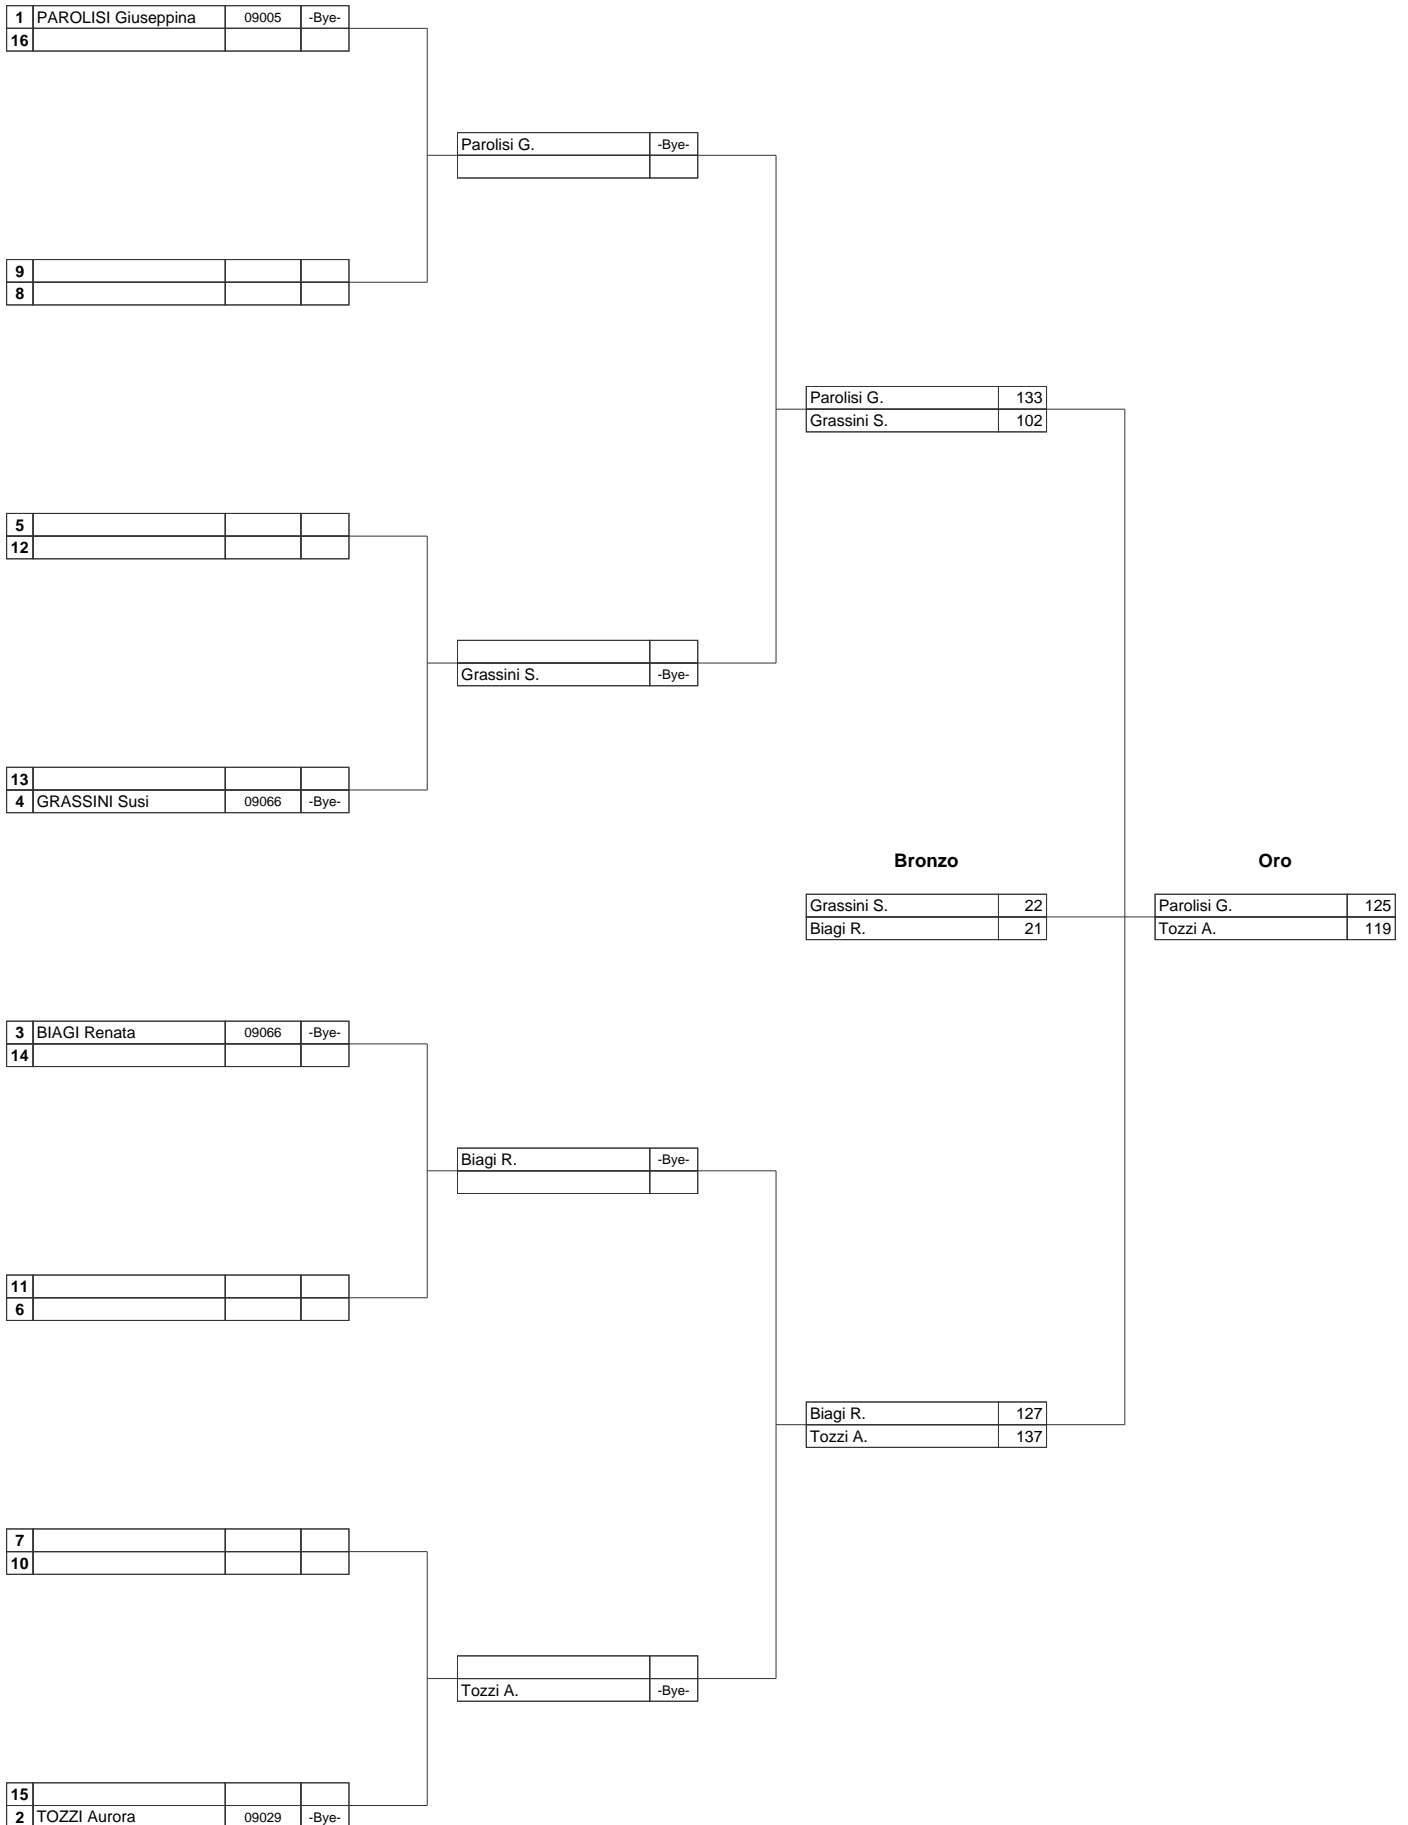 1 PAROLISI Giuseppina 09005 -Bye-
16
Parolisi G. -Bye-
9
8
Parolisi G. 133
Grassini S. 102
5
12
Grassini S. -Bye-
13
4 GRASSINI Susi 09066 -Bye-
Bronzo Oro
Grassini S. 22 Parolisi G. 125
Biagi R. 21 Tozzi A. 119
3 BIAGI Renata 09066 -Bye-
14
Biagi R. -Bye-
11
6
Biagi R. 127
Tozzi A. 137
7
10
Tozzi A. -Bye-
15
2 TOZZI Aurora 09029 -Bye-